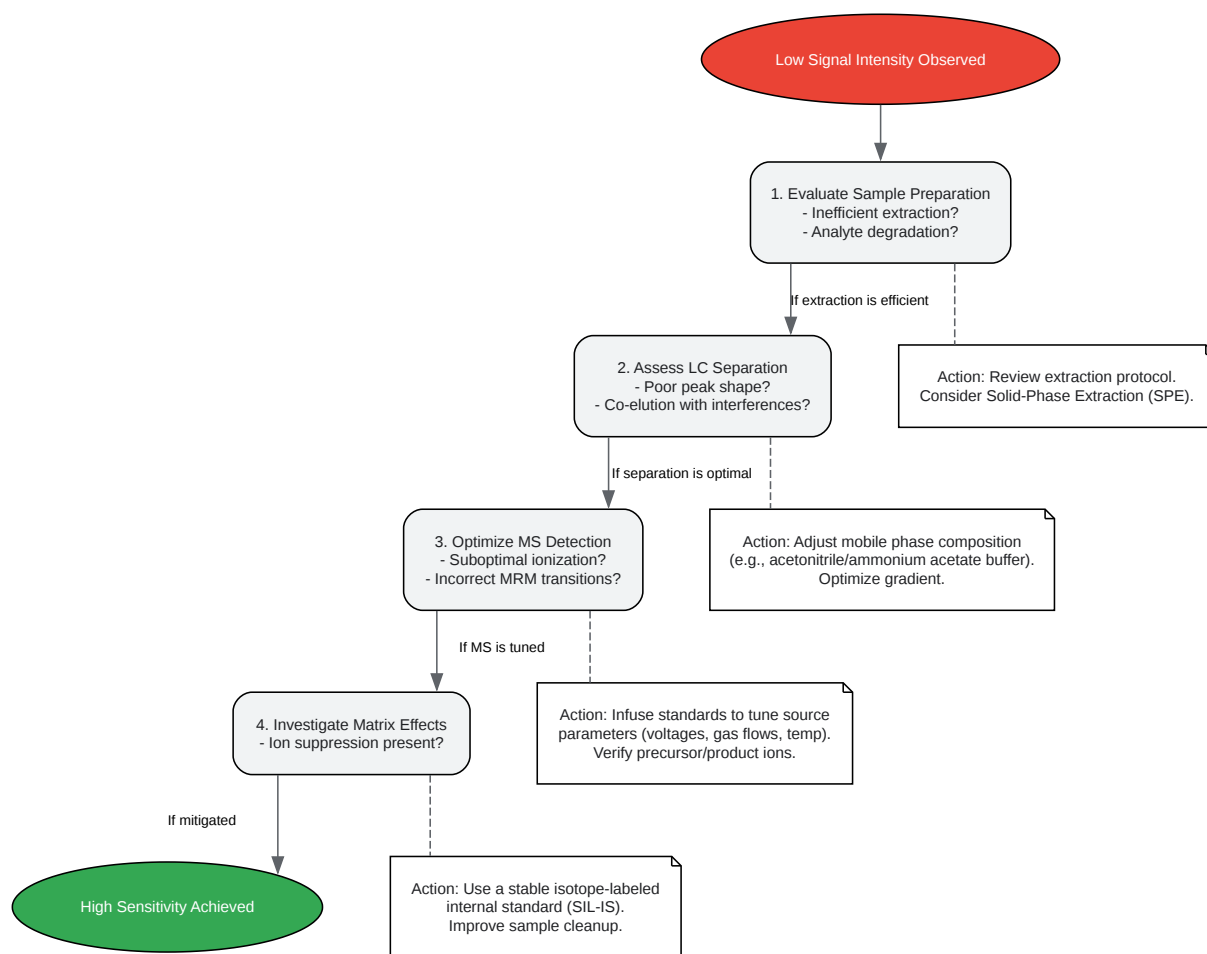 Low Signal Intensity Observed
1. Evaluate Sample Preparation
- Inefficient extraction?
- Analyte degradation?
If extraction is efficient
Action: Review extraction protocol.
Consider Solid-Phase Extraction (SPE).
2. Assess LC Separation
- Poor peak shape?
- Co-elution with interferences?
If separation is optimal
Action: Adjust mobile phase composition
(e.g., acetonitrile/ammonium acetate buffer).
Optimize gradient.
3. Optimize MS Detection
- Suboptimal ionization?
- Incorrect MRM transitions?
If MS is tuned
Action: Infuse standards to tune source
parameters (voltages, gas flows, temp).
Verify precursor/product ions.
4. Investigate Matrix Effects
- Ion suppression present?
If mitigated
Action: Use a stable isotope-labeled
internal standard (SIL-IS).
Improve sample cleanup.
High Sensitivity Achieved